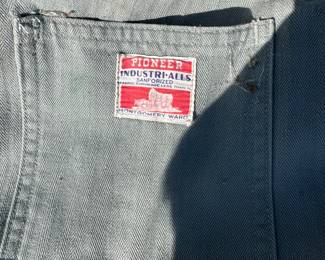 PIONEER
INDUSTRI-ALLS
SANFORIZED
MONTGOMERY WARD